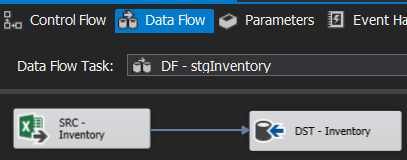 Control Flow
Data Flow
Parameters
Event Ha
Data Flow Task:
DF - stgInventory
SRC -
Inventory
DST - Inventory